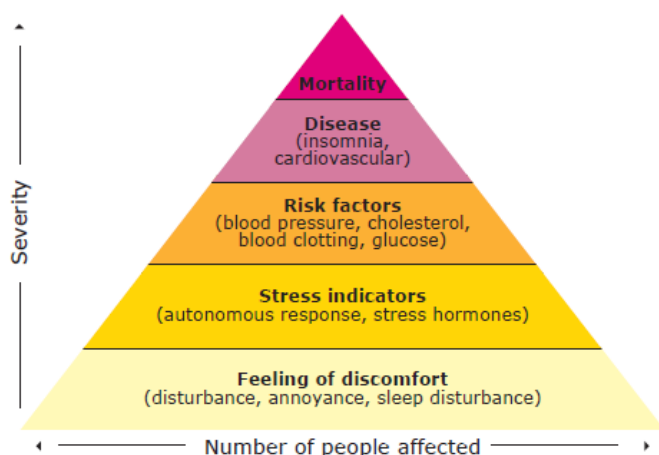 Mortality
Disease
(insomnia,
cardiovascular)
Risk factors
(blood pressure, cholesterol,
blood clotting, glucose)
Stress indicators
(autonomous response, stress hormones)
Feeling of discomfort
(disturbance, annoyance, sleep disturbance)
Severity
Number of people affected